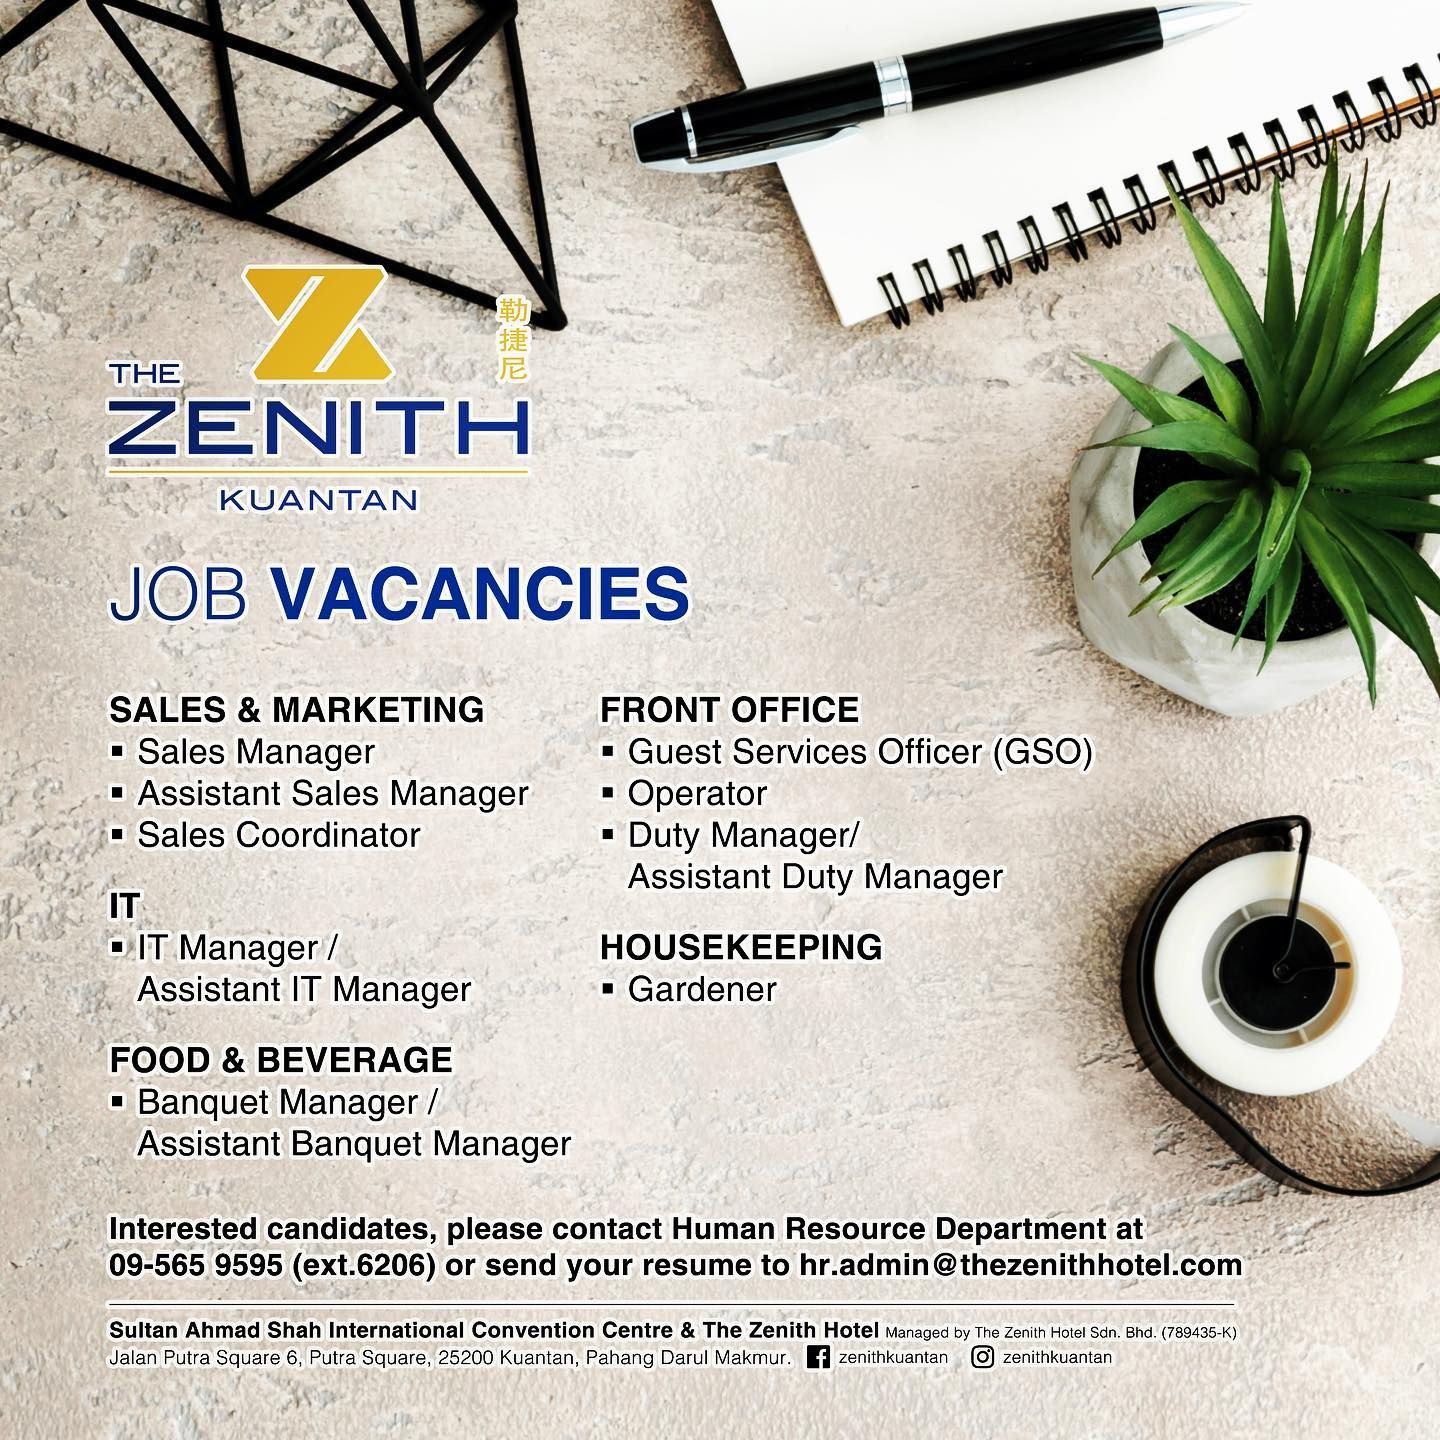 勒捷尼
THE
ZENITH
KUANTAN
JOB VACANCIES
SALES & MARKETING
▪ Sales Manager
▪ Assistant Sales Manager
▪ Sales Coordinator
IT
▪ IT Manager /
Assistant IT Manager
FOOD & BEVERAGE
▪ Banquet Manager /
Assistant Banquet Manager
FRONT OFFICE
▪ Guest Services Officer (GSO)
▪ Operator
▪ Duty Manager/
Assistant Duty Manager
HOUSEKEEPING
▪ Gardener
Interested candidates, please contact Human Resource Department at
09-565 9595 (ext.6206) or send your resume to hr.admin@thezenithhotel.com
Sultan Ahmad Shah International Convention Centre & The Zenith Hotel Managed by The Zenith Hotel Sdn. Bhd. (789435-K)
Jalan Putra Square 6, Putra Square, 25200 Kuantan, Pahang Darul Makmur. zenithkuantan zenithkuantan